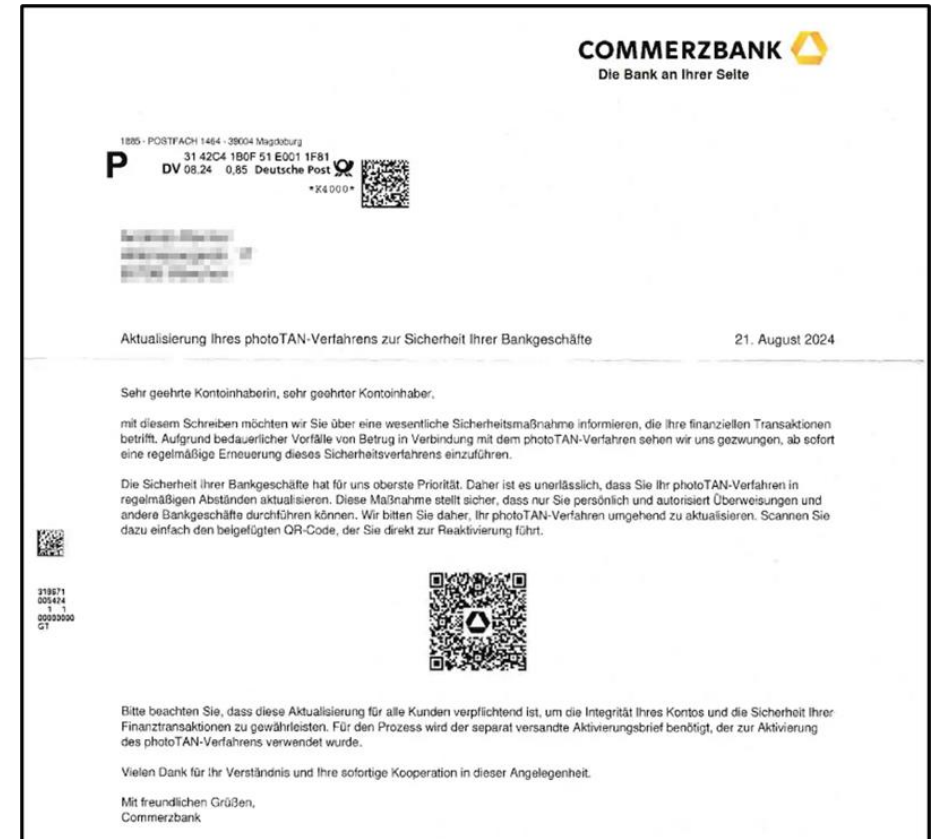 COMMERZBANK
Die Bank an Ihrer Seite
1885 - POSTFACH 1464 - 39004 Magdeburg
P
31 42C4 1B0F 51 E001 1F81
DV 08.24 0,85 Deutsche Post
*K4000*
Aktualisierung Ihres photoTAN-Verfahrens zur Sicherheit Ihrer Bankgeschäfte 21. August 2024
Sehr geehrte Kontoinhaberin, sehr geehrter Kontoinhaber,
mit diesem Schreiben möchten wir Sie über eine wesentliche Sicherheitsmaßnahme informieren, die Ihre finanziellen Transaktionen
betrifft. Aufgrund bedauerlicher Vorfälle von Betrug in Verbindung mit dem photoTAN-Verfahren sehen wir uns gezwungen, ab sofort
eine regelmäßige Erneuerung dieses Sicherheitsverfahrens einzuführen.
Die Sicherheit Ihrer Bankgeschäfte hat für uns oberste Priorität. Daher ist es unerlässlich, dass Sie Ihr photoTAN-Verfahren in
regelmäßigen Abständen aktualisieren. Diese Maßnahme stellt sicher, dass nur Sie persönlich und autorisiert Überweisungen und
andere Bankgeschäfte durchführen können. Wir bitten Sie daher, Ihr photoTAN-Verfahren umgehend zu aktualisieren. Scannen Sie
dazu einfach den beigefügten QR-Code, der Sie direkt zur Reaktivierung führt.
318671
005424
1 1
00000000
GT
Bitte beachten Sie, dass diese Aktualisierung für alle Kunden verpflichtend ist, um die Integrität Ihres Kontos und die Sicherheit Ihrer
Finanztransaktionen zu gewährleisten. Für den Prozess wird der separat versandte Aktivierungsbrief benötigt, der zur Aktivierung
des photoTAN-Verfahrens verwendet wurde.
Vielen Dank für Ihr Verständnis und Ihre sofortige Kooperation in dieser Angelegenheit.
Mit freundlichen Grüßen,
Commerzbank